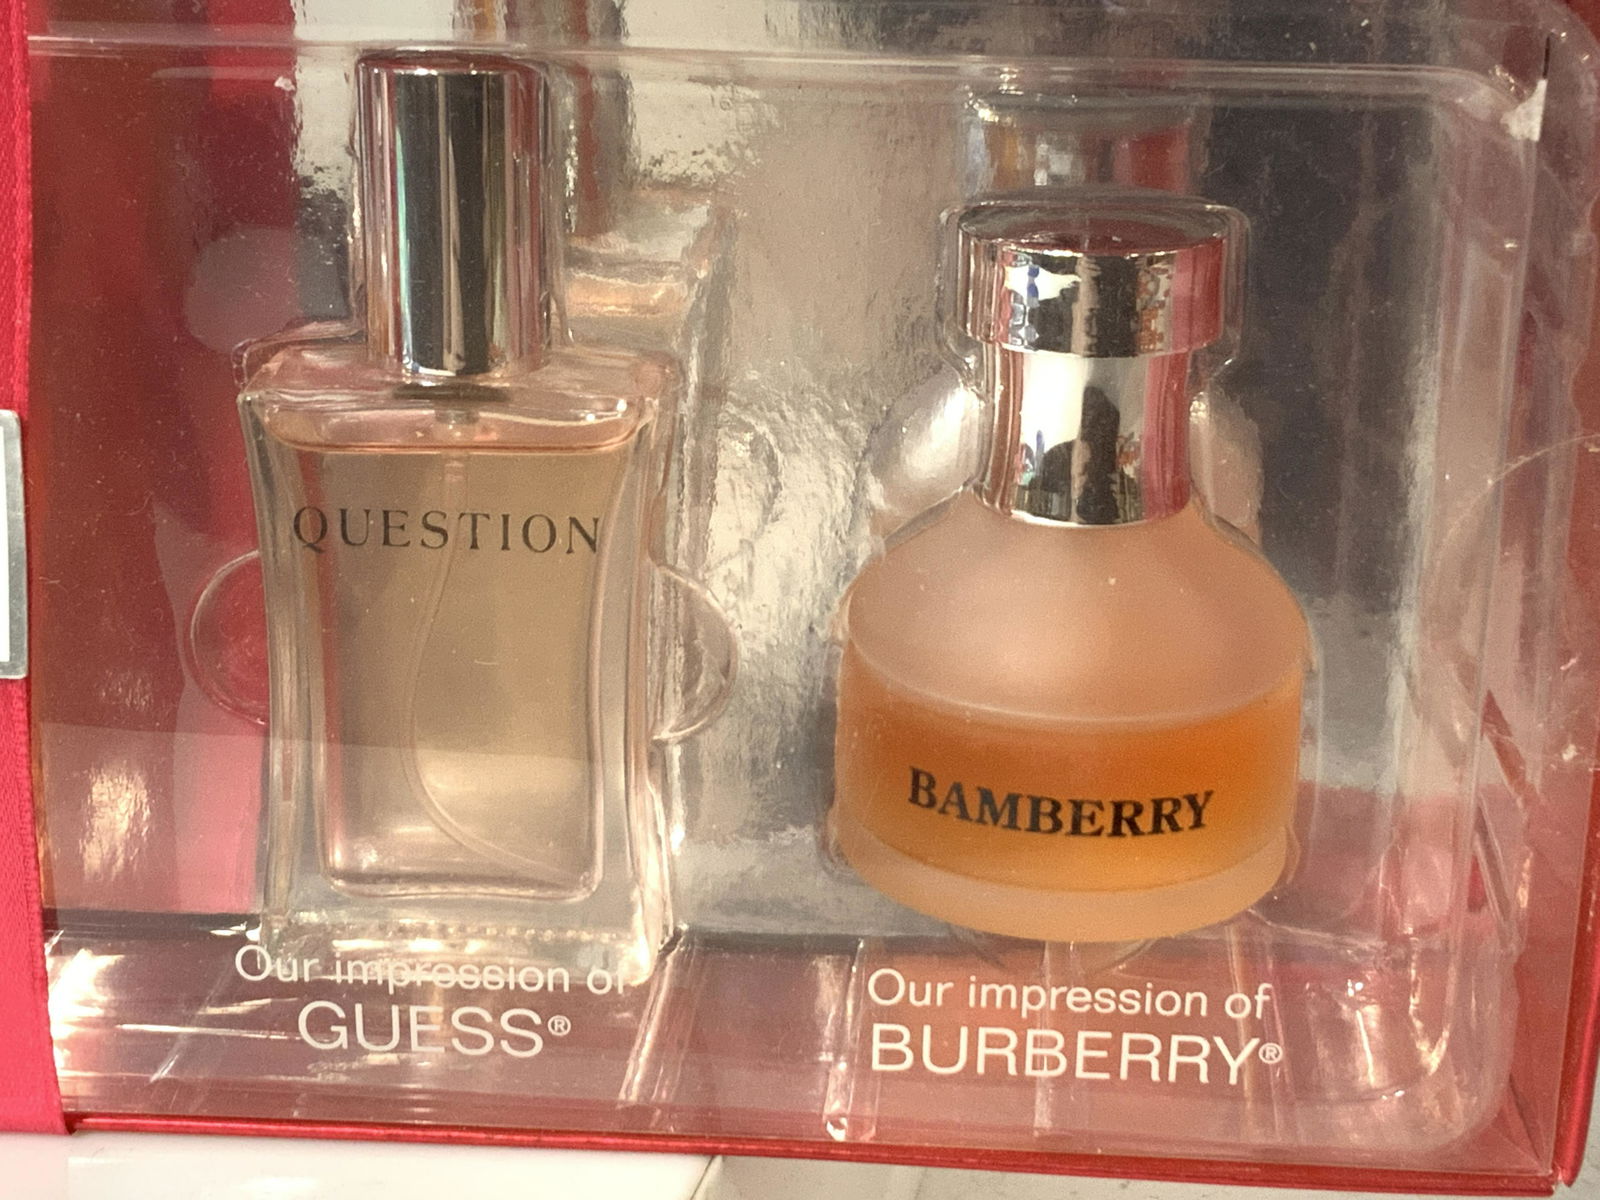 QUESTION
BAMBERRY
Our impression of
GUESS®
Our impression of
BURBERRY®